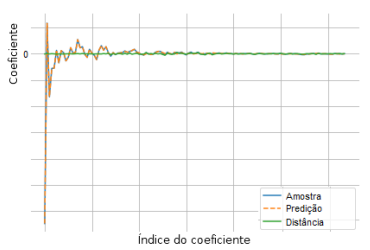 Coeficiente
0
Amostra
Predição
Distância
Índice do coeficiente